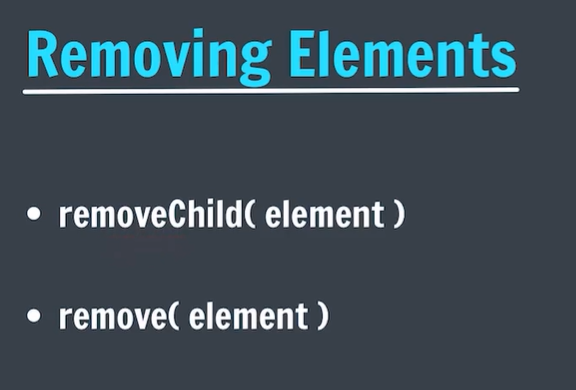 Removing Elements
• removeChild( element )
• remove( element )